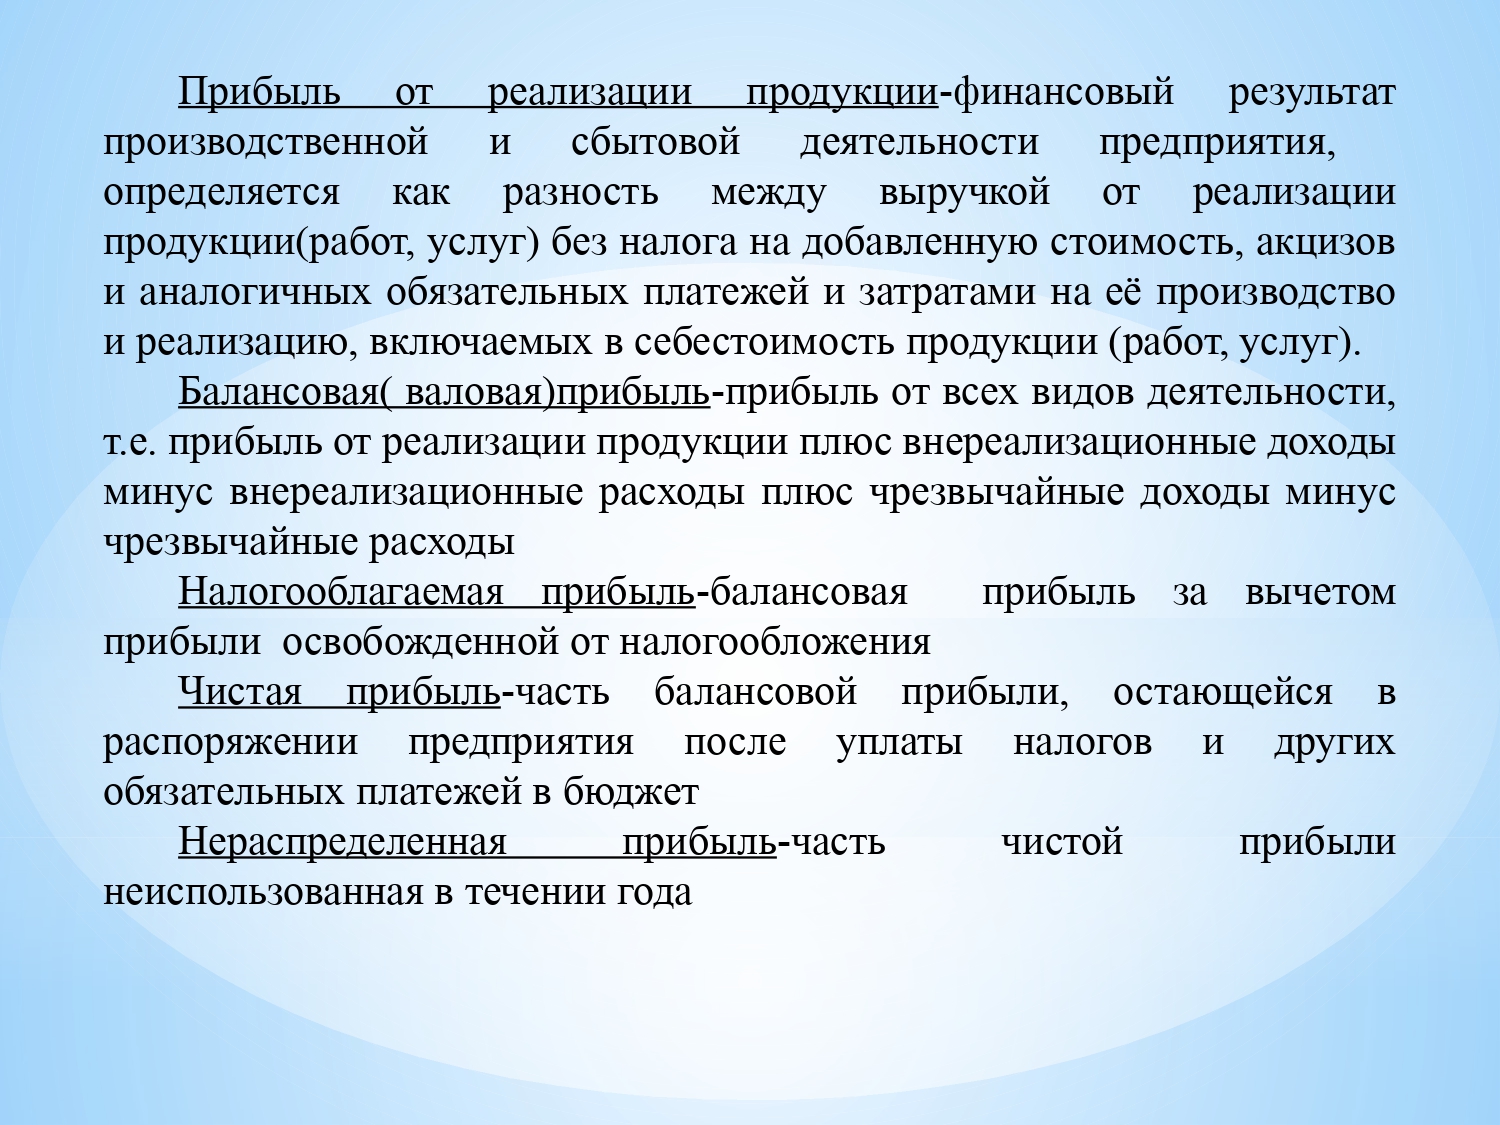 Прибыль от реализации продукции-финансовый результат
производственной и сбытовой деятельности предприятия,
определяется как разность между выручкой от реализации
продукции(работ, услуг) без налога на добавленную стоимость, акцизов
и аналогичных обязательных платежей и затратами на её производство
и реализацию, включаемых в себестоимость продукции (работ, услуг).
Балансовая( валовая)прибыль-прибыль от всех видов деятельности,
т.е. прибыль от реализации продукции плюс внереализационные доходы
минус внереализационные расходы плюс чрезвычайные доходы минус
чрезвычайные расходы
Налогооблагаемая прибыль-балансовая прибыль за вычетом
прибыли освобожденной от налогообложения
Чистая прибыль-часть балансовой прибыли, остающейся в
распоряжении предприятия после уплаты налогов и других
обязательных платежей в бюджет
Нераспределенная прибыль-часть чистой прибыли
неиспользованная в течении года